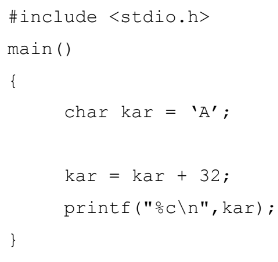 #include <stdio.h>
main()
{
char kar = ‘A’;
kar = kar + 32;
printf("%c\n",kar);
}